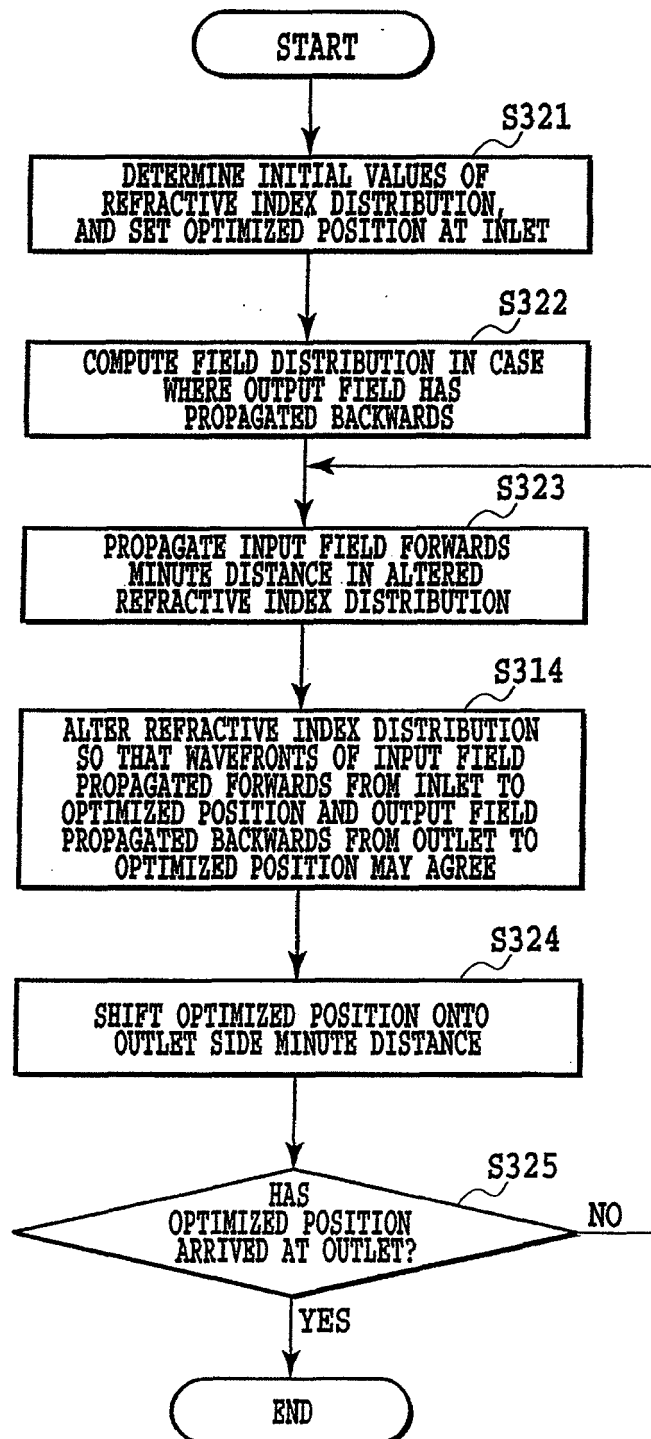 START
S321
DETERMINE INITIAL VALUES OF
REFRACTIVE INDEX DISTRIBUTION,
AND SET OPTIMIZED POSITION AT INLET
S322
COMPUTE FIELD DISTRIBUTION IN CASE
WHERE OUTPUT FIELD HAS
PROPAGATED BACKWARDS
S323
PROPAGATE INPUT FIELD FORWARDS
MINUTE DISTANCE IN ALTERED
REFRACTIVE INDEX DISTRIBUTION
S314
ALTER REFRACTIVE INDEX DISTRIBUTION
SO THAT WAVEFRONTS OF INPUT FIELD
PROPAGATED FORWARDS FROM INLET TO
OPTIMIZED POSITION AND OUTPUT FIELD
PROPAGATED BACKWARDS FROM OUTLET TO
OPTIMIZED POSITION MAY AGREE
S324
SHIFT OPTIMIZED POSITION ONTO
OUTLET SIDE MINUTE DISTANCE
S325
HAS
OPTIMIZED POSITION
ARRIVED AT OUTLET?
NO
YES
END